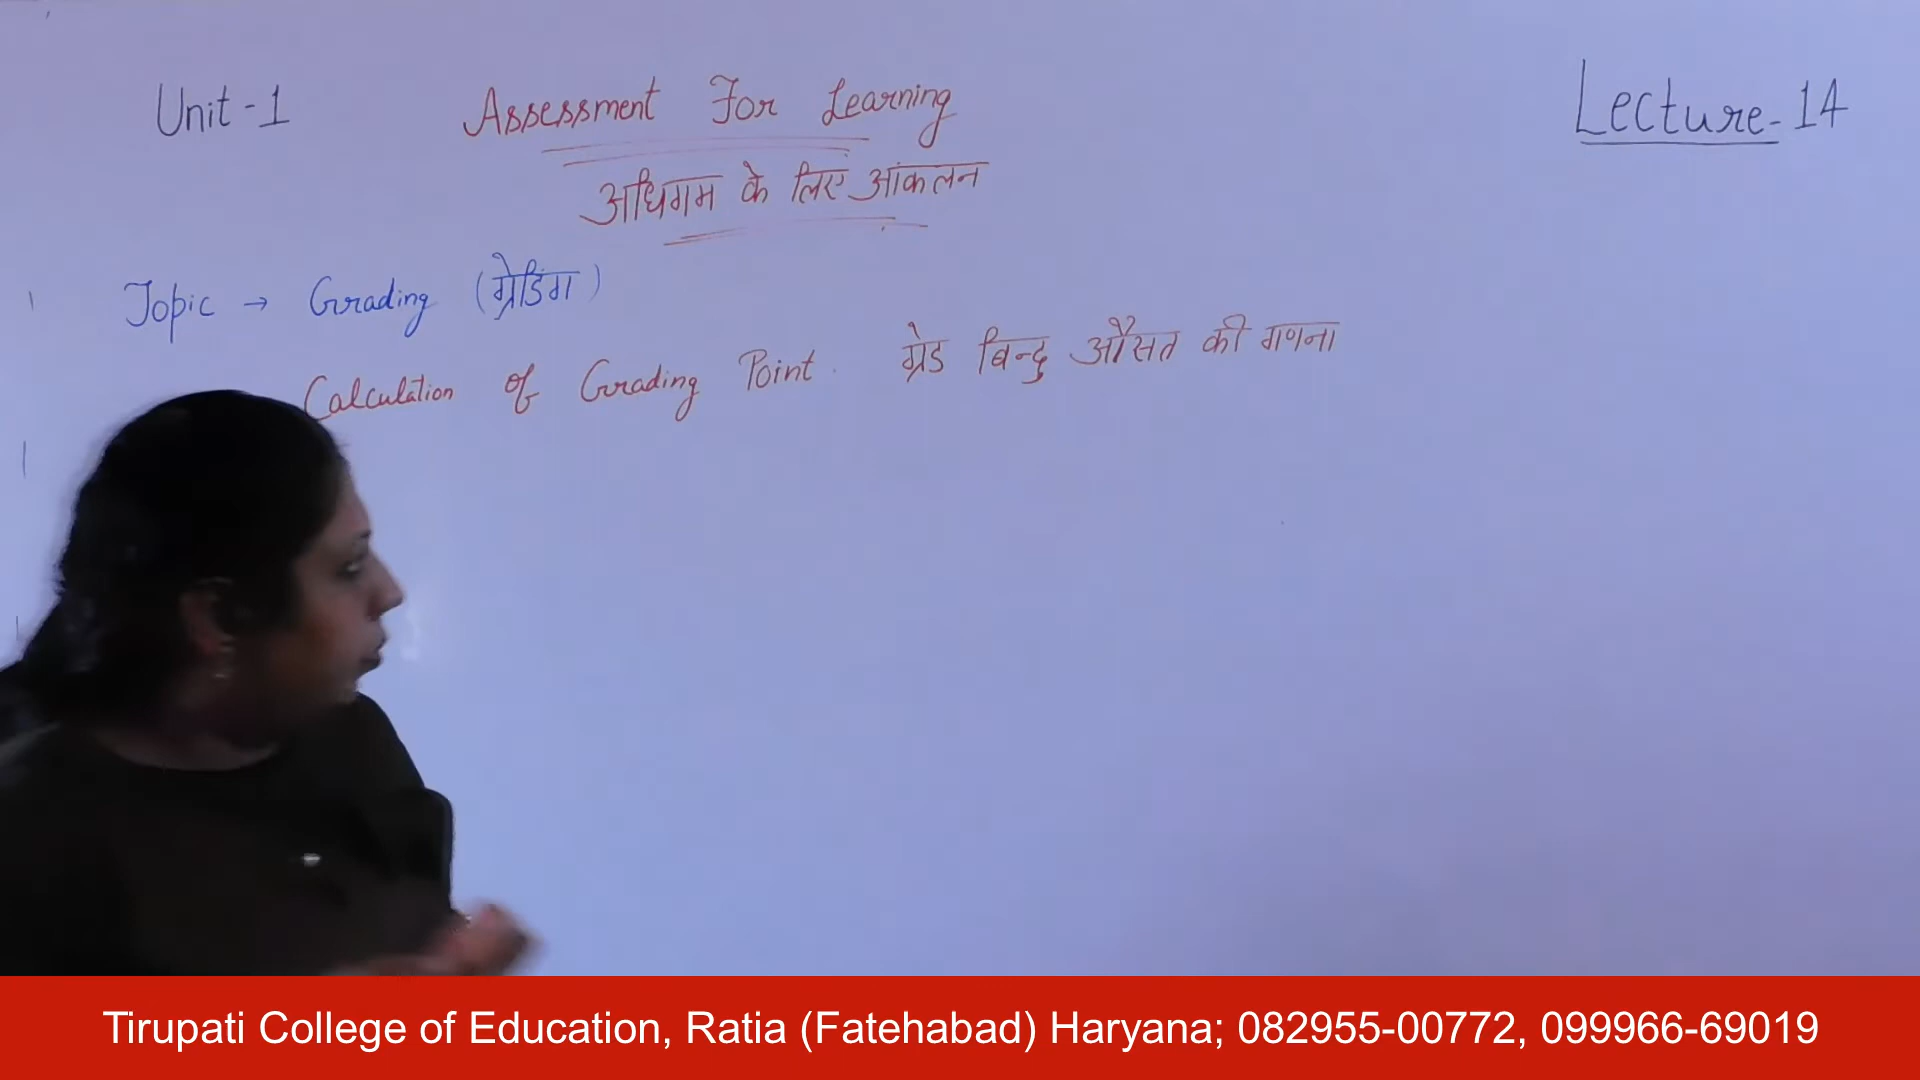 Unit-1 Assessment For Learning Lecture-14
अधिगम के लिए आंकलन
Topic → Grading (ग्रेडिंग)
Calculation of Grading Point. ग्रेड बिन्दु औसत की गणना
Tirupati College of Education, Ratia (Fatehabad) Haryana; 082955-00772, 099966-69019